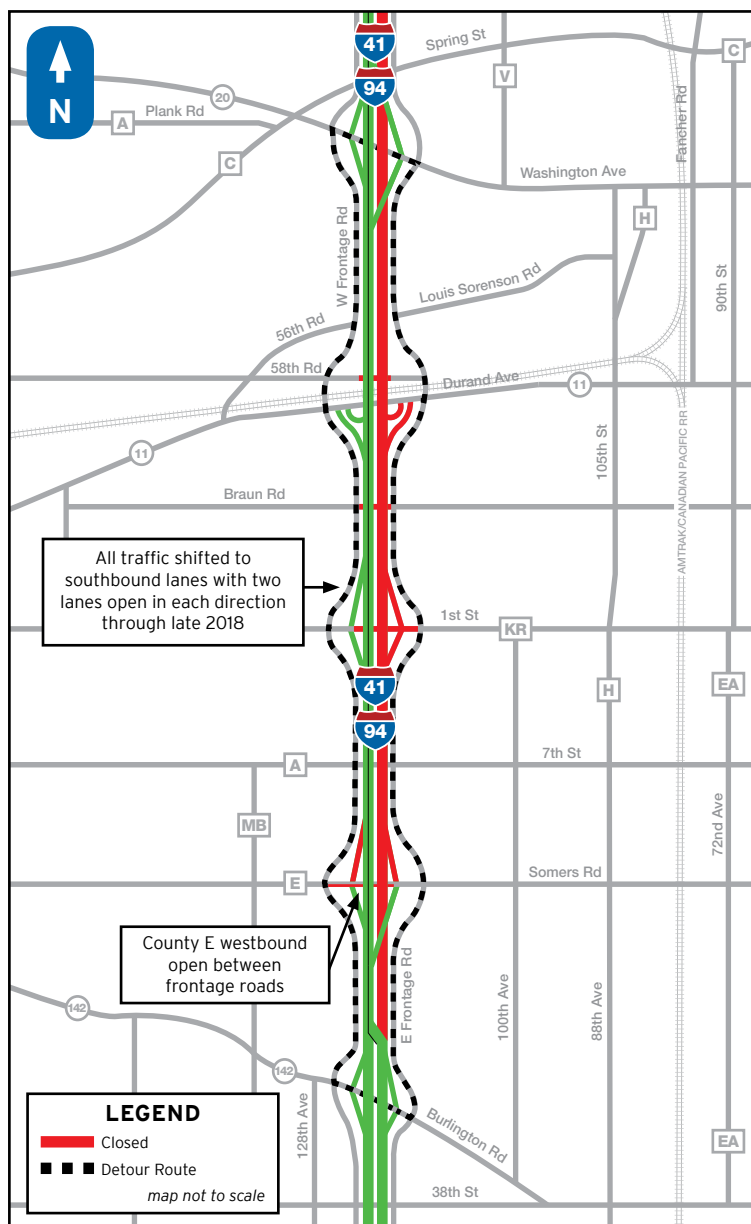 41
Spring St
C
94
V
N
20
Plank Rd
A
Fancher Rd
C
Washington Ave
H
W Frontage Rd
Louis Sorenson Rd
90th St
56th Rd
58th Rd
Durand Ave
11
11
105th St
AMTRAK/CANADIAN PACIFIC RR
Braun Rd
All traffic shifted to
southbound lanes with two
lanes open in each direction
through late 2018
1st St
KR
41
H
EA
94
A
7th St
MB
72nd Ave
E
Somers Rd
County E westbound
open between
frontage roads
E Frontage Rd
100th Ave
88th Ave
142
142
LEGEND
Closed
Detour Route
map not to scale
128th Ave
Burlington Rd
EA
38th St